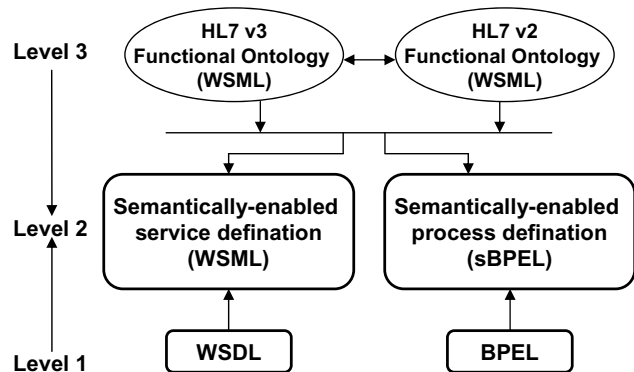 Level 3
HL7 v3
Functional Ontology
(WSML)
HL7 v2
Functional Ontology
(WSML)
Level 2
Semantically-enabled
service defination
(WSML)
Semantically-enabled
process defination
(sBPEL)
Level 1
WSDL
BPEL